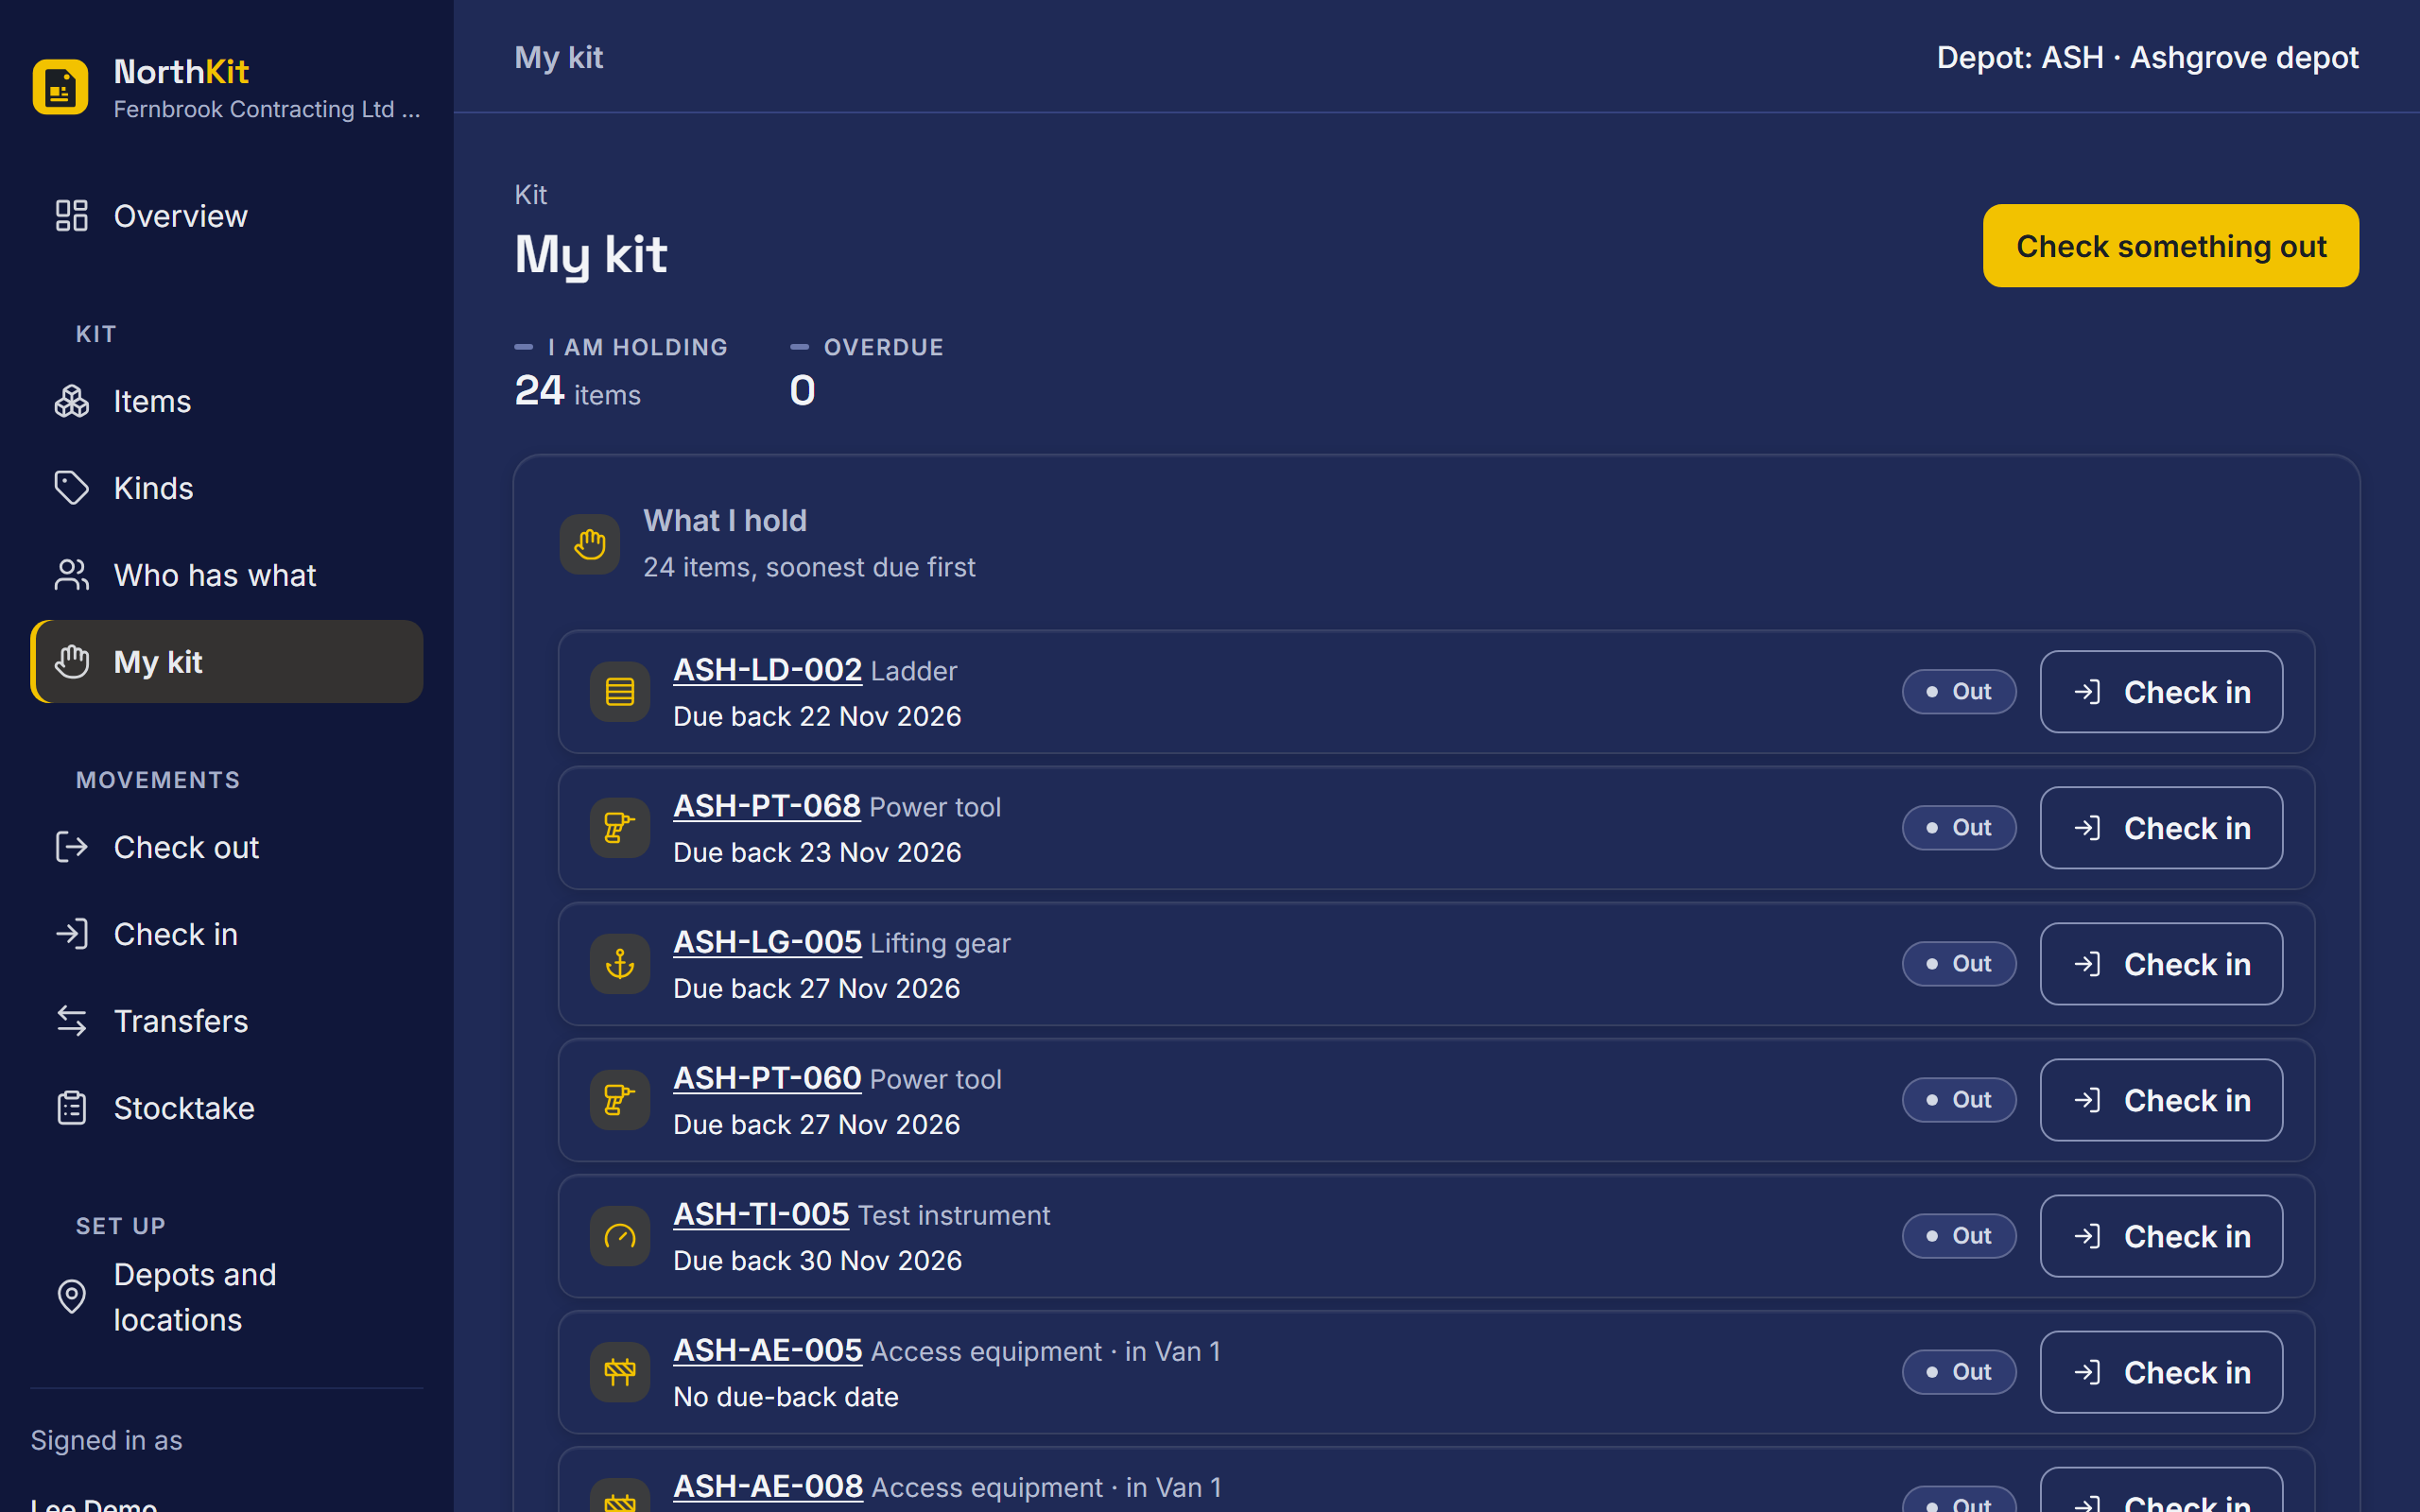 NorthKit
Fernbrook Contracting Ltd ...
Overview
KIT
Items
Kinds
Who has what
My kit
MOVEMENTS
Check out
Check in
Transfers
Stocktake
SET UP
Depots and
locations
Signed in as
Lee Demo
My kit
Depot: ASH · Ashgrove depot
Kit
My kit
Check something out
I AM HOLDING
24 items
OVERDUE
0
What I hold
24 items, soonest due first
ASH-LD-002 Ladder
Due back 22 Nov 2026
Out
Check in
ASH-PT-068 Power tool
Due back 23 Nov 2026
Out
Check in
ASH-LG-005 Lifting gear
Due back 27 Nov 2026
Out
Check in
ASH-PT-060 Power tool
Due back 27 Nov 2026
Out
Check in
ASH-TI-005 Test instrument
Due back 30 Nov 2026
Out
Check in
ASH-AE-005 Access equipment · in Van 1
No due-back date
Out
Check in
ASH-AE-008 Access equipment · in Van 1
Out
Check in